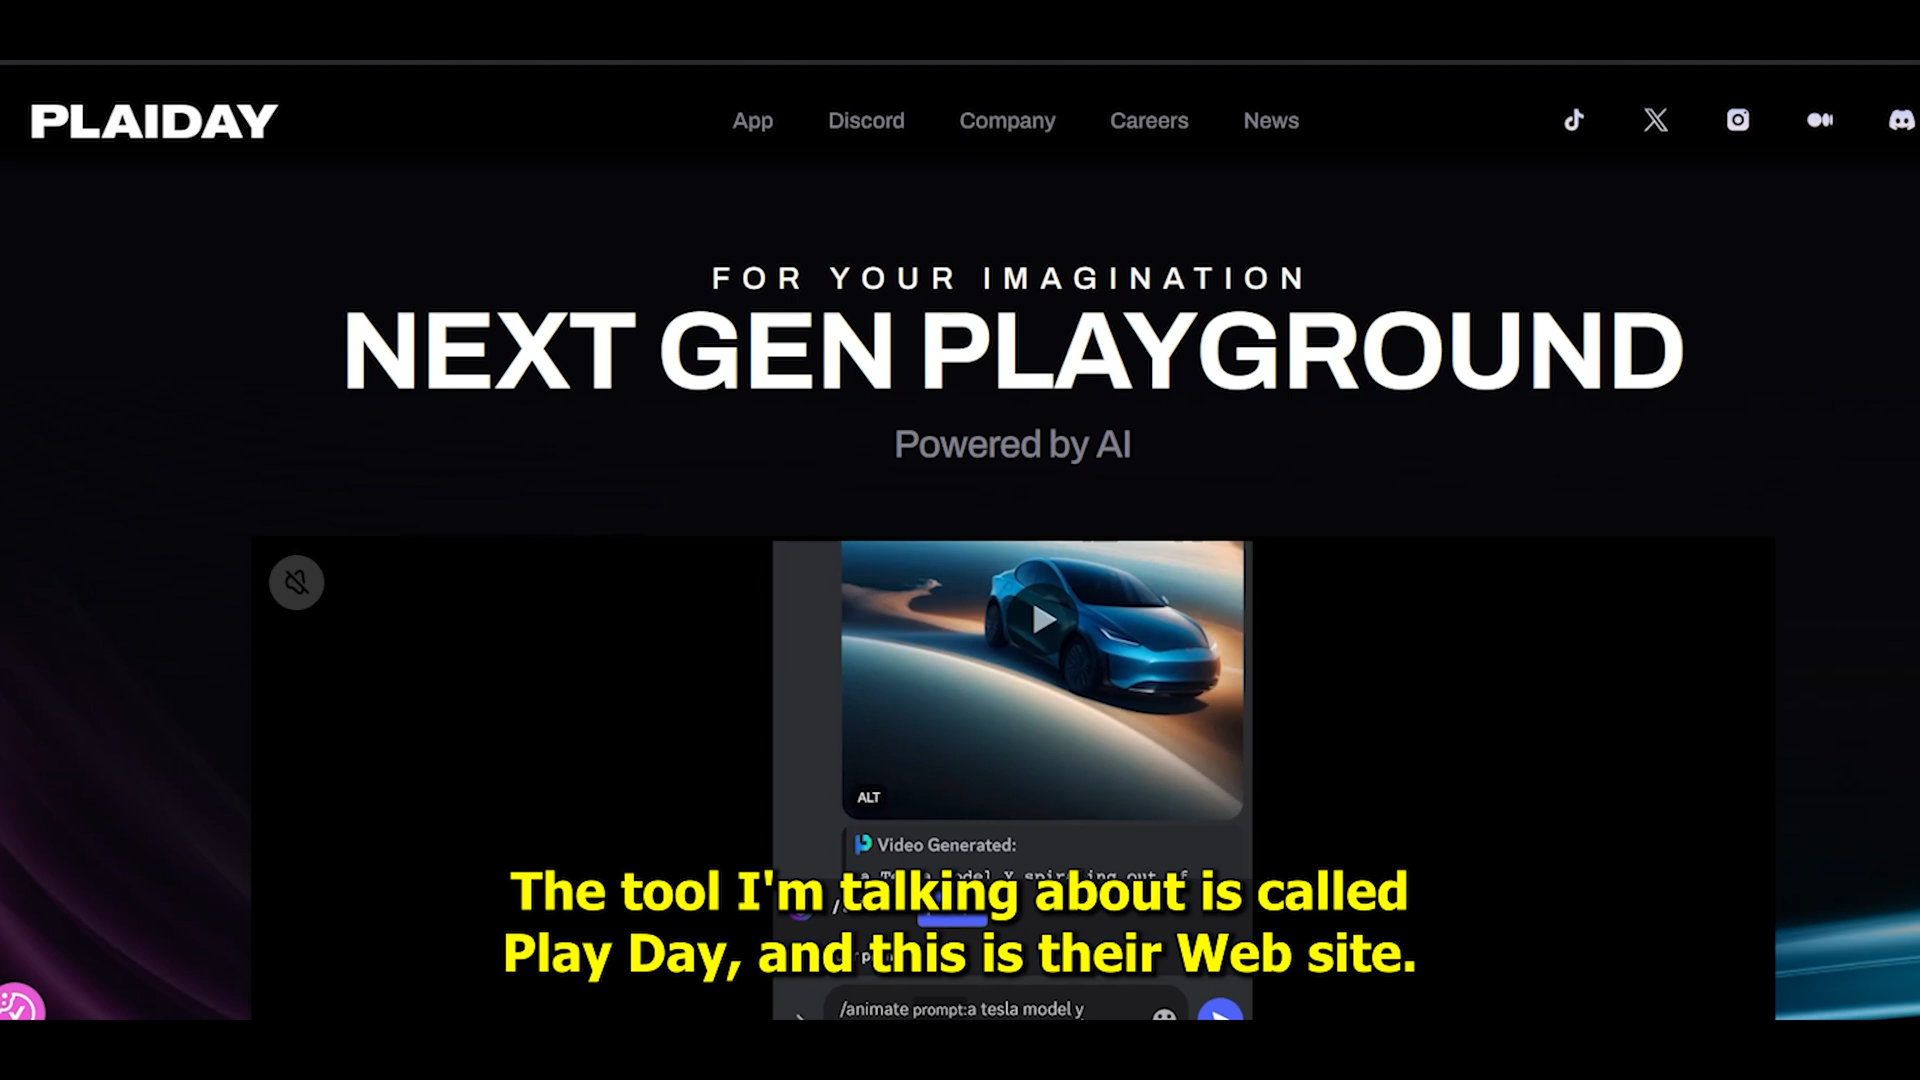 PLAIDAY
App Discord Company Careers News
FOR YOUR IMAGINATION
NEXT GEN PLAYGROUND
Powered by AI
ALT
Video Generated:
The tool I'm talking about is called
Play Day, and this is their Web site.
/animate prompt:a tesla model y